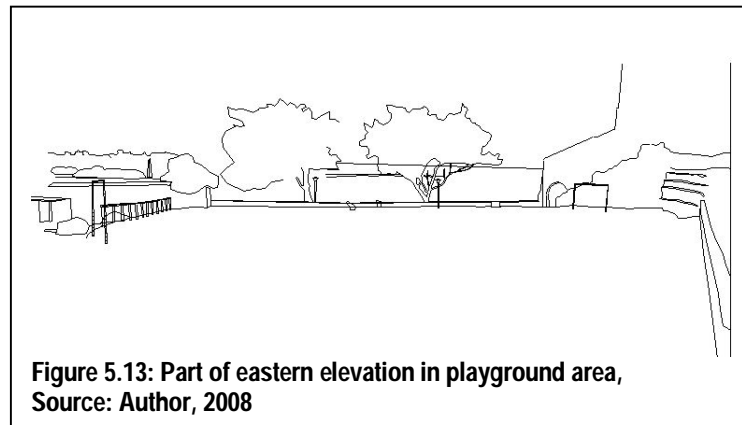 Figure 5.13: Part of eastern elevation in playground area,
Source: Author, 2008